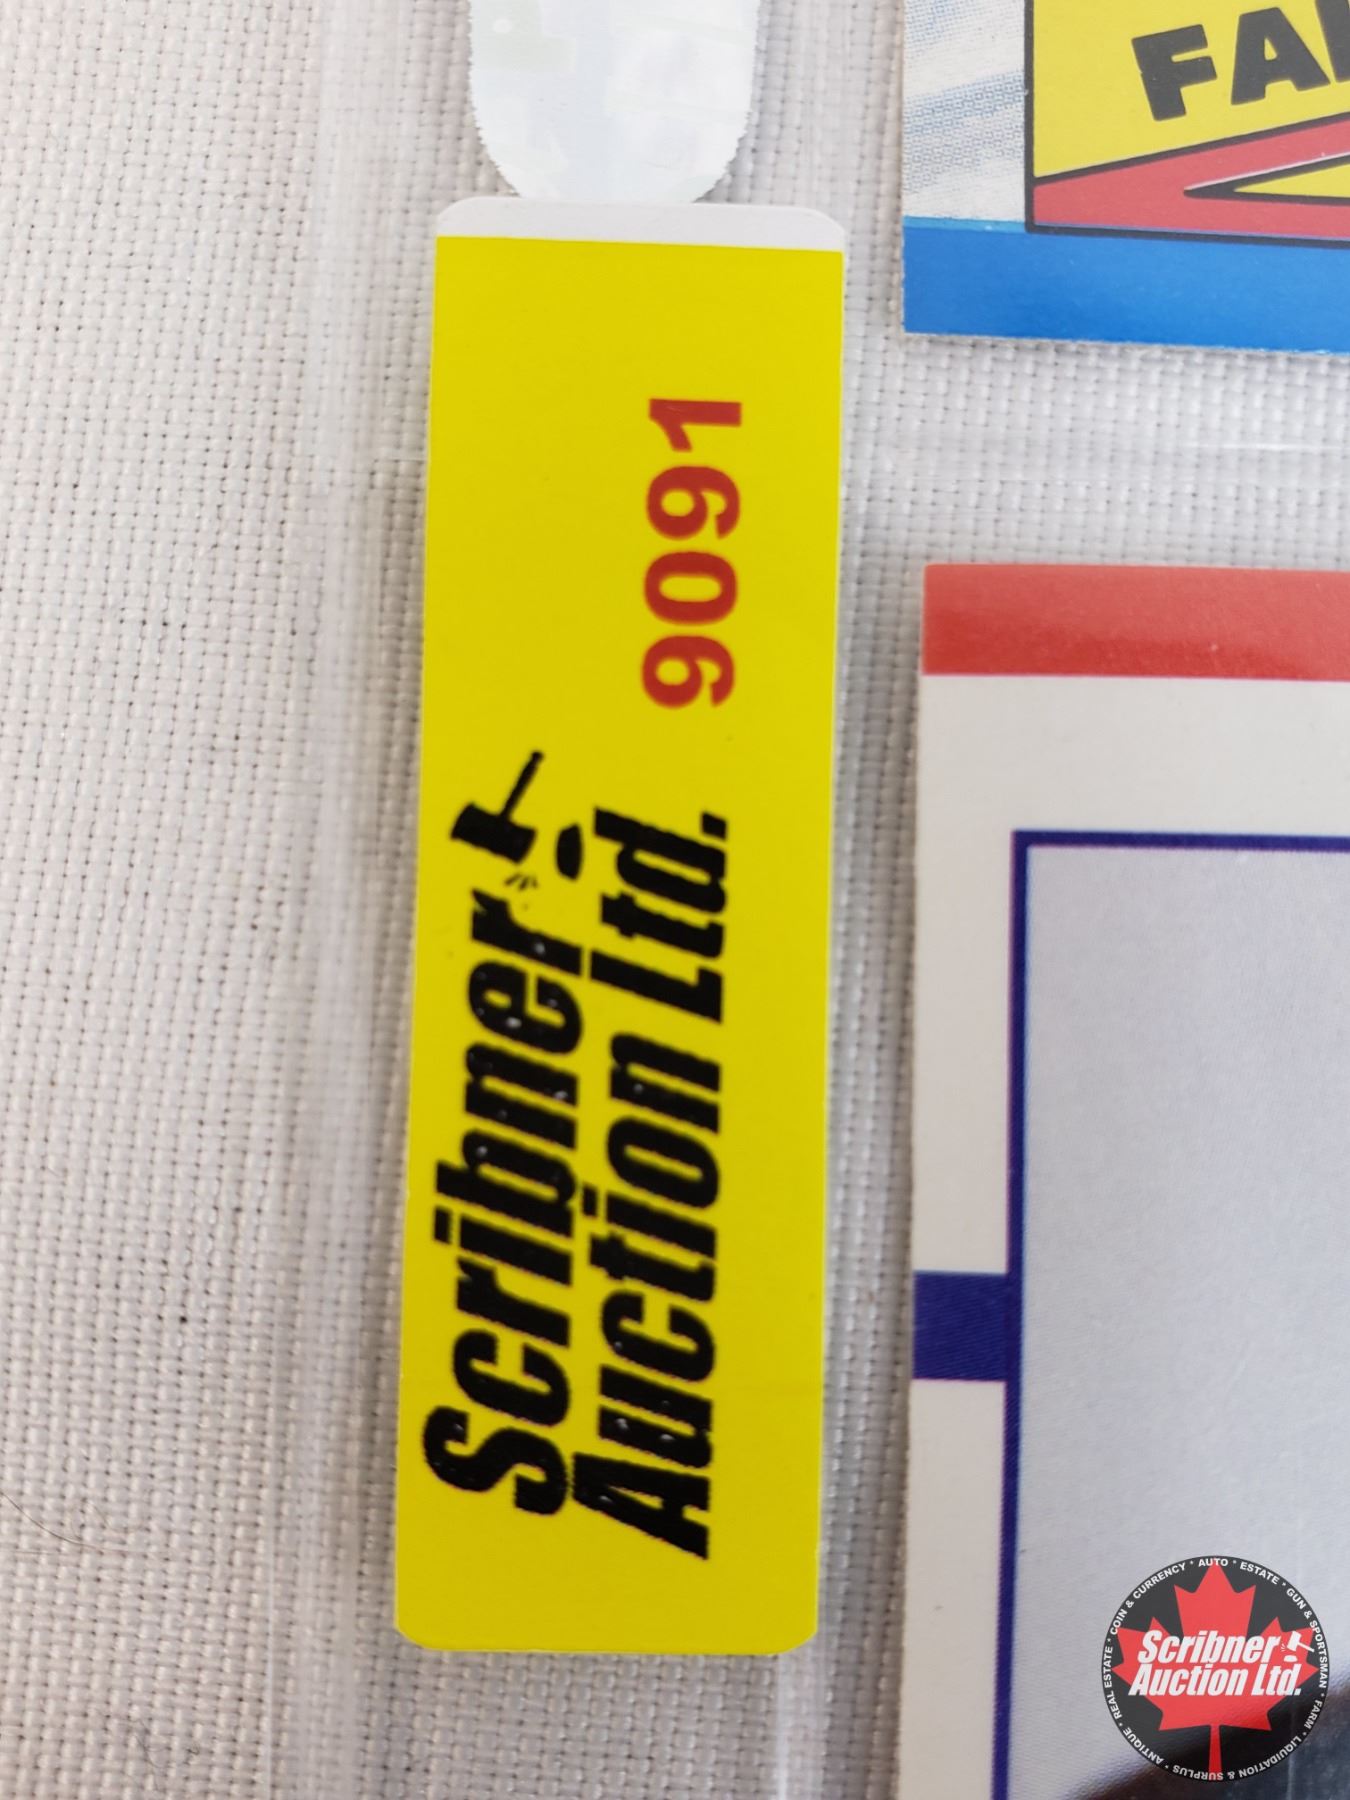 FA
9091
Scribner
Auction Ltd.
REAL ESTATE * COIN & CURRENCY * AUTO * ESTATE * GUN & SPORTSMAN * FARM * LIQUIDATION & SURPLUS * ANTIQUE *
Scribner
Auction Ltd.